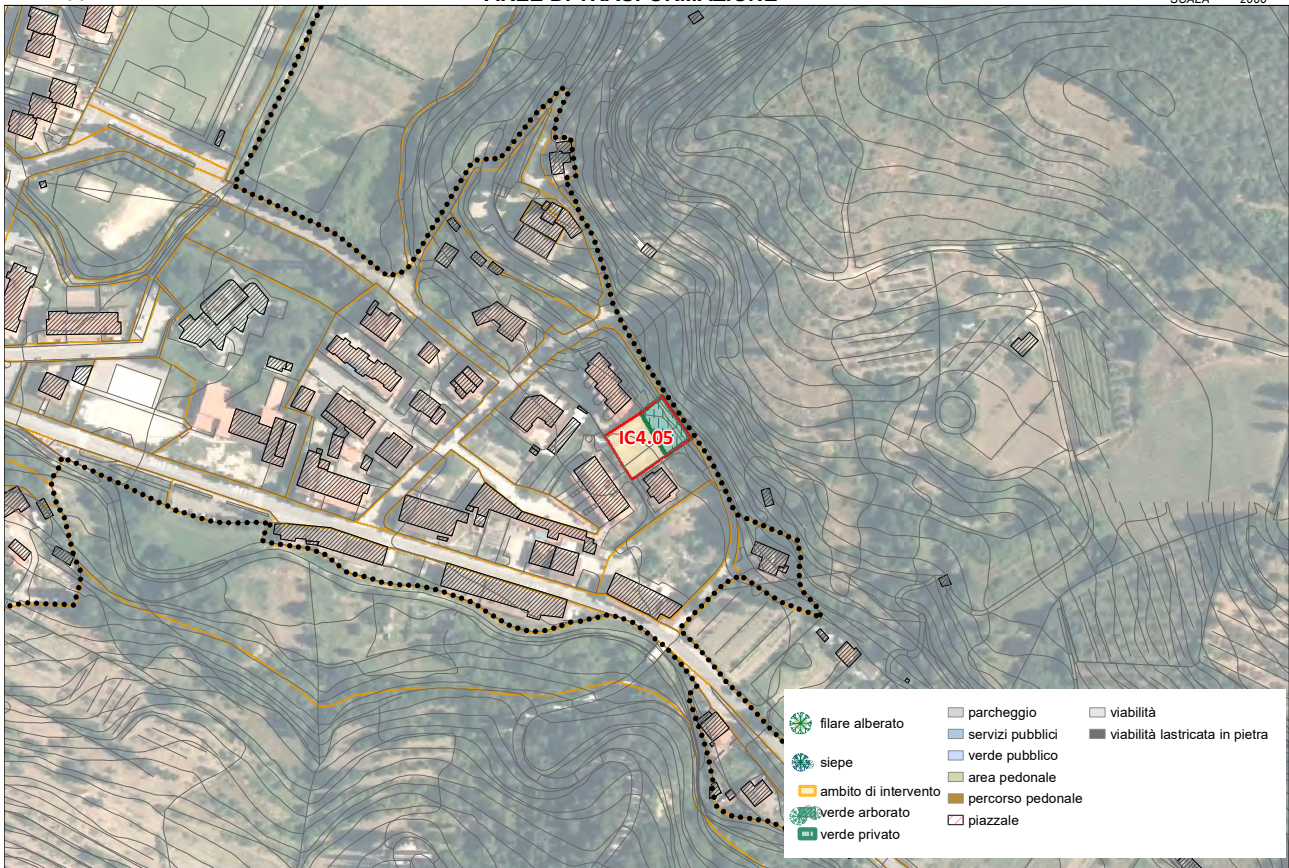 IC4.05
filare alberato
siepe
ambito di intervento
verde arborato
verde privato
parcheggio
servizi pubblici
verde pubblico
area pedonale
percorso pedonale
piazzale
viabilità
viabilità lastricata in pietra